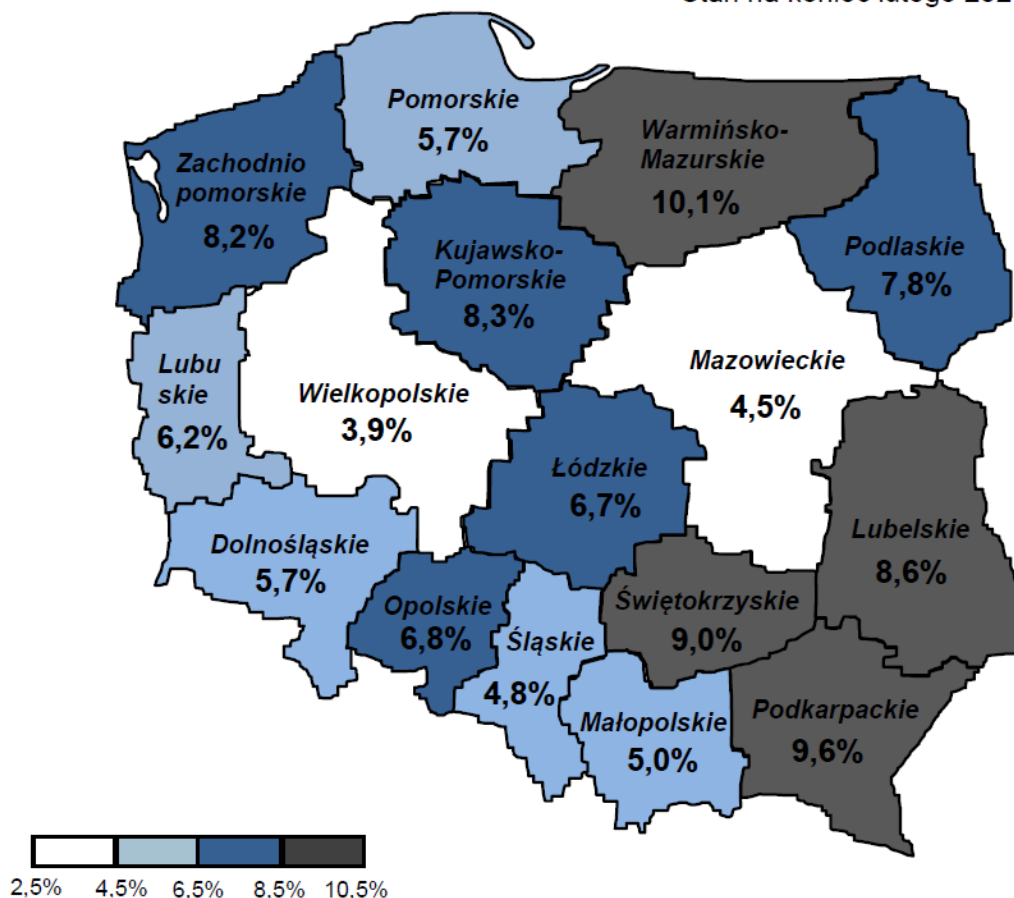 Pomorskie
5,7%
Warmińsko-
Mazurskie
10,1%
Zachodnio
pomorskie
8,2%
Kujawsko-
Pomorskie
8,3%
Podlaskie
7,8%
Lubu
skie
6,2%
Wielkopolskie
3,9%
Mazowieckie
4,5%
Łódzkie
6,7%
Lubelskie
8,6%
Dolnośląskie
5,7%
Opolskie
6,8%
Śląskie
4,8%
Świętokrzyskie
9,0%
Małopolskie
5,0%
Podkarpackie
9,6%
2,5% 4,5% 6,5% 8,5% 10,5%